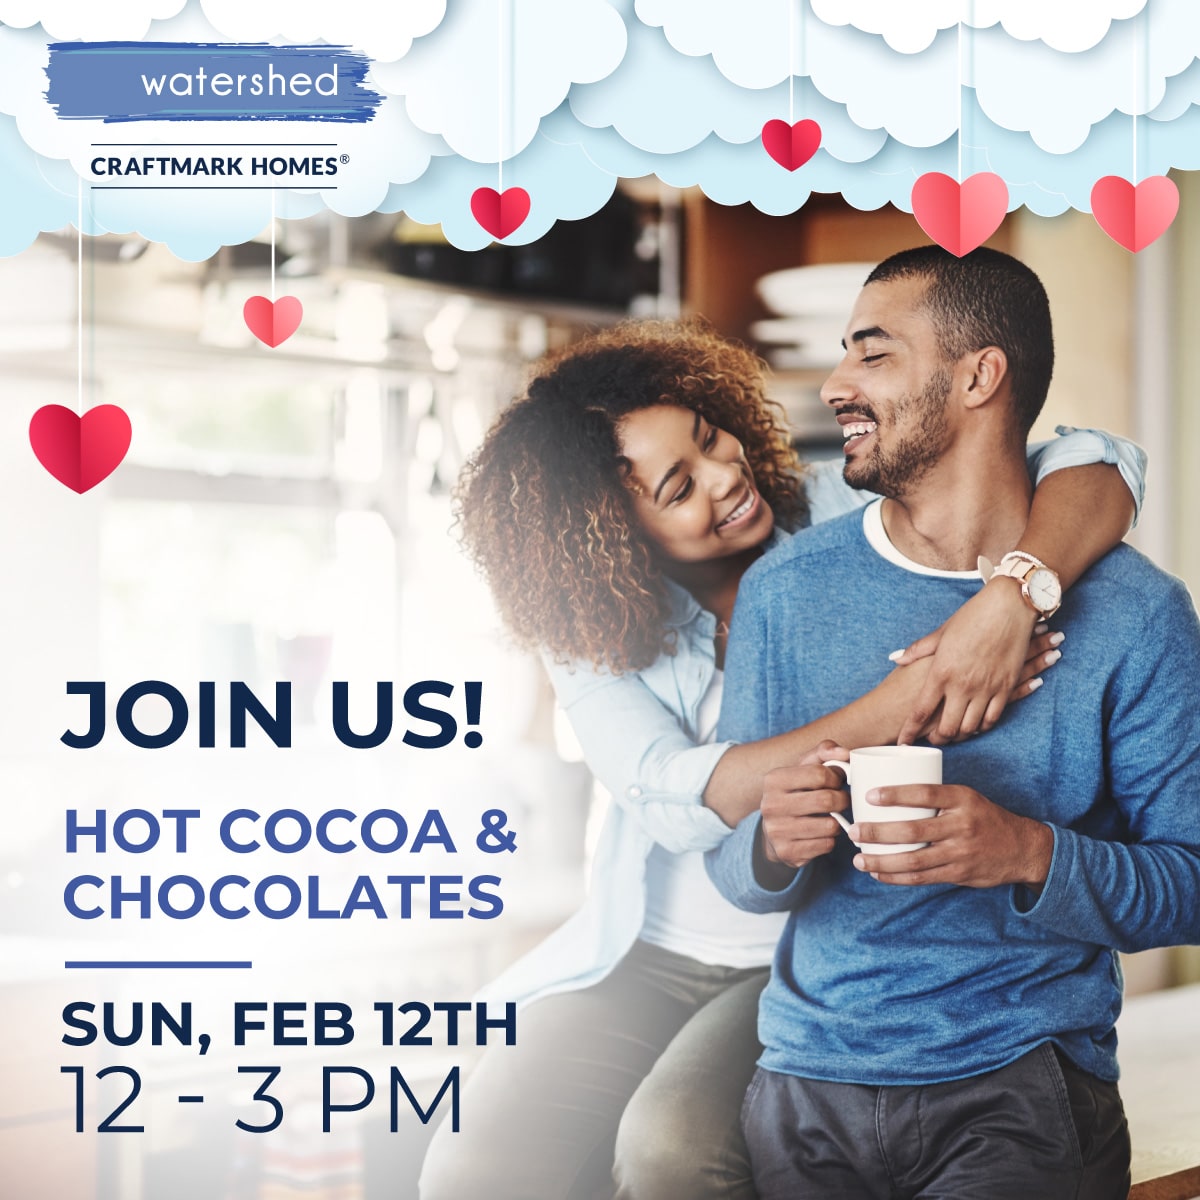 watershed
CRAFTMARK HOMES®
JOIN US!
HOT COCOA &
CHOCOLATES
SUN, FEB 12TH
12 - 3 PM